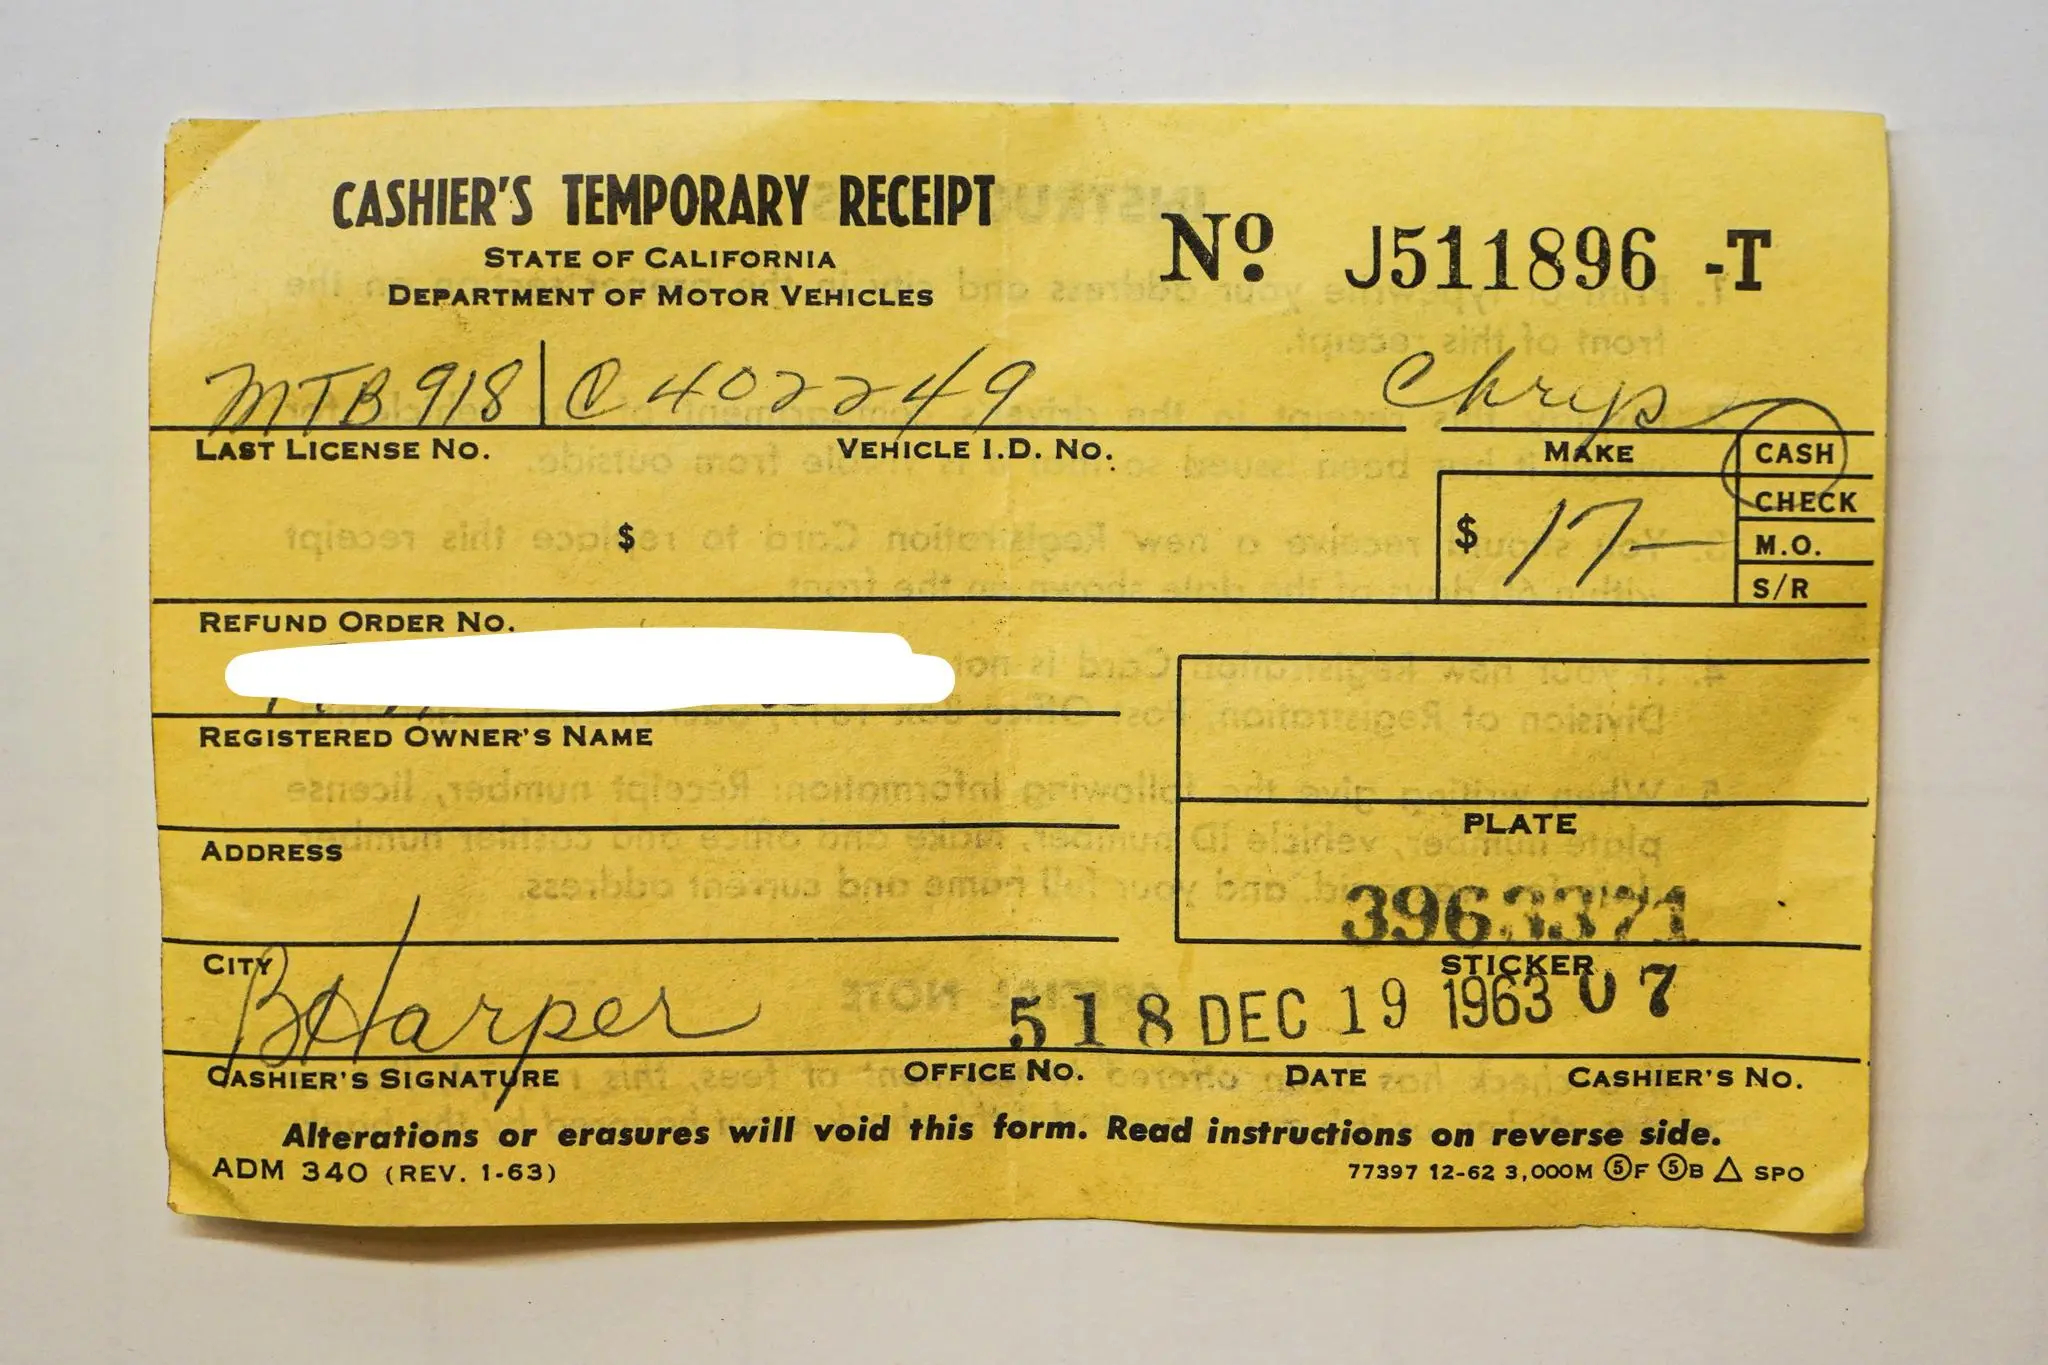 CASHIER'S TEMPORARY RECEIPT
STATE OF CALIFORNIA
DEPARTMENT OF MOTOR VEHICLES
Nº J511896 -T
MTB918 | C402249 Chrys
LAST LICENSE NO. VEHICLE I.D. NO. MAKE
CASH
CHECK
M.O.
S/R
$ $ 17—
REFUND ORDER NO.
REGISTERED OWNER'S NAME
PLATE
ADDRESS
3963371
CITY STICKER
B Harper 518 DEC 19 1963 07
CASHIER'S SIGNATURE OFFICE NO. DATE CASHIER'S NO.
Alterations or erasures will void this form. Read instructions on reverse side.
ADM 340 (REV. 1-63) 77397 12-62 3,000M ⑤F ⑤B △ SPO